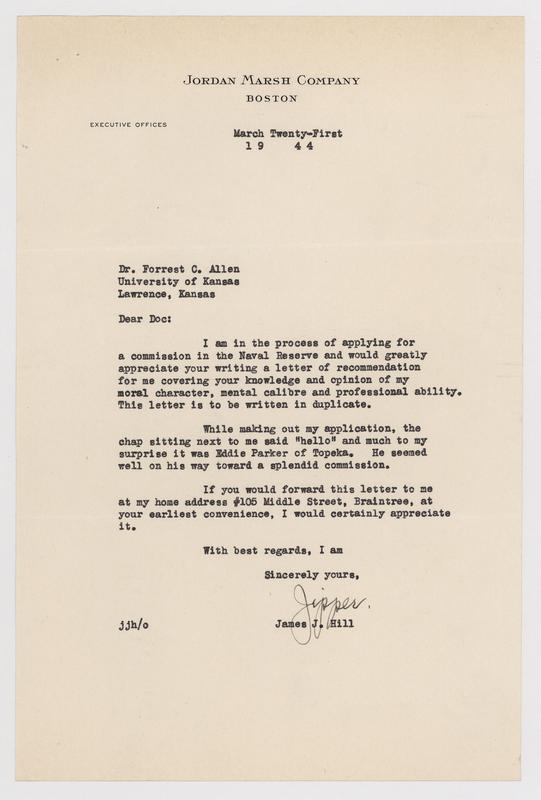 JORDAN MARSH COMPANY
BOSTON
EXECUTIVE OFFICES
March Twenty-First
1 9 4 4
Dr. Forrest C. Allen
University of Kansas
Lawrence, Kansas
Dear Doc:
I am in the process of applying for
a commission in the Naval Reserve and would greatly
appreciate your writing a letter of recommendation
for me covering your knowledge and opinion of my
moral character, mental calibre and professional ability.
This letter is to be written in duplicate.
While making out my application, the
chap sitting next to me said "hello" and much to my
surprise it was Eddie Parker of Topeka. He seemed
well on his way toward a splendid commission.
If you would forward this letter to me
at my home address #105 Middle Street, Braintree, at
your earliest convenience, I would certainly appreciate
it.
With best regards, I am
Sincerely yours,
Jipper.
jjh/o James J. Hill